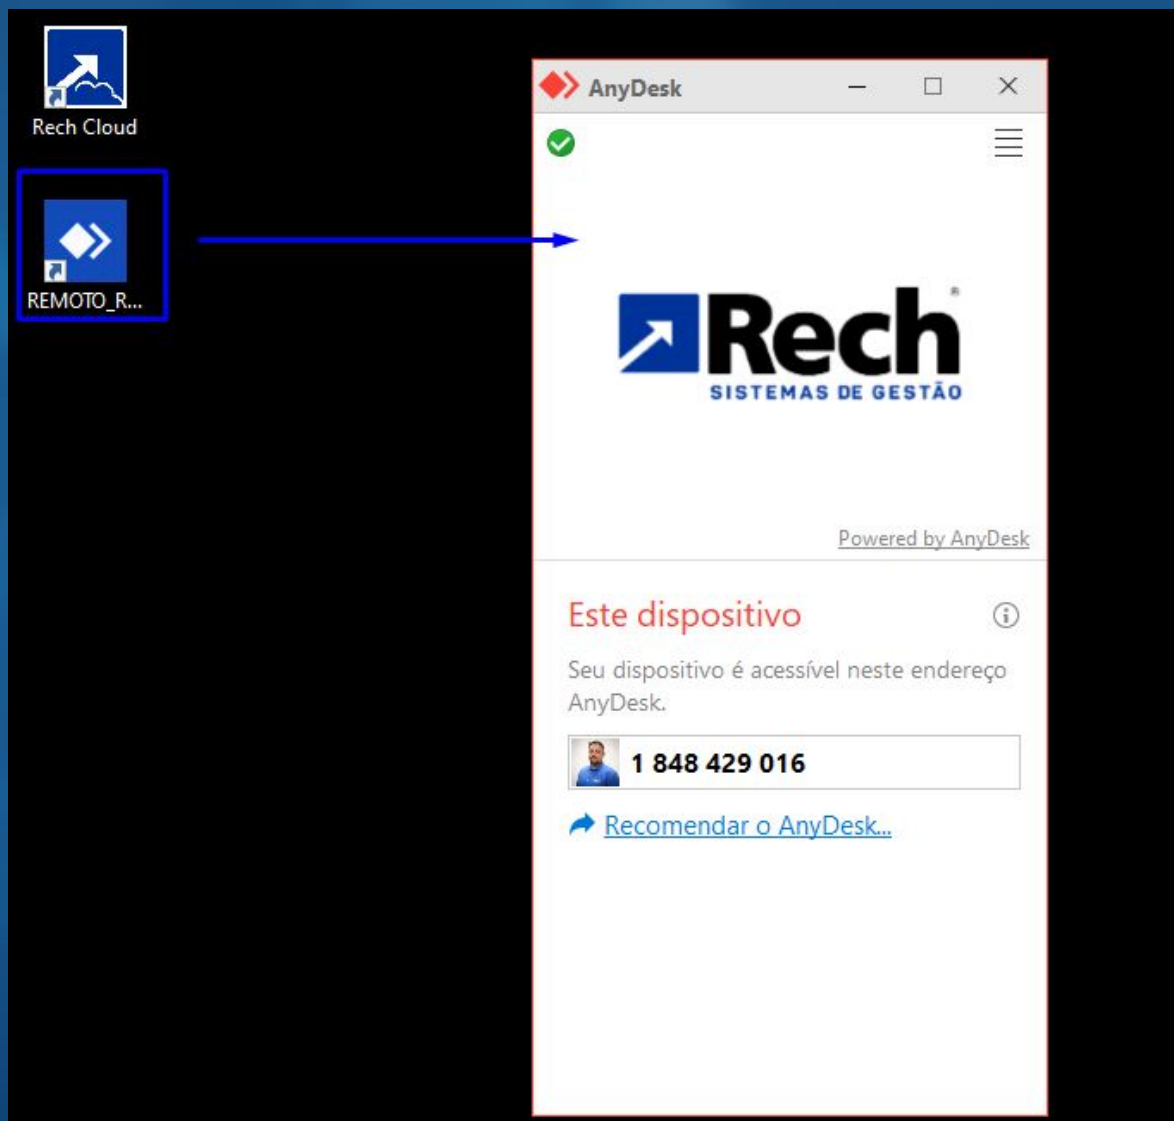 Rech Cloud
REMOTO_R...
AnyDesk
Rech®
SISTEMAS DE GESTÃO
Powered by AnyDesk
Este dispositivo
Seu dispositivo é acessível neste endereço
AnyDesk.
1 848 429 016
Recomendar o AnyDesk...